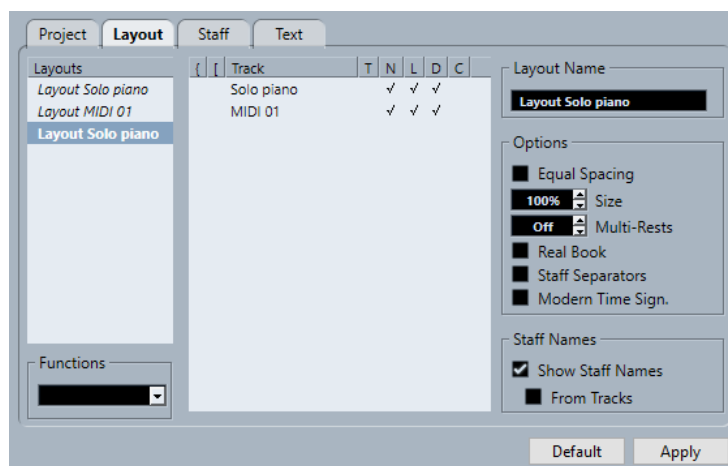 Project Layout Staff Text
Layouts
Layout Solo piano
Layout MIDI 01
Layout Solo piano
Functions
{ [ Track T N L D C
Solo piano √ √ √
MIDI 01 √ √ √
Layout Name
Layout Solo piano
Options
Equal Spacing
100% Size
Off Multi-Rests
Real Book
Staff Separators
Modern Time Sign.
Staff Names
Show Staff Names
From Tracks
Default Apply